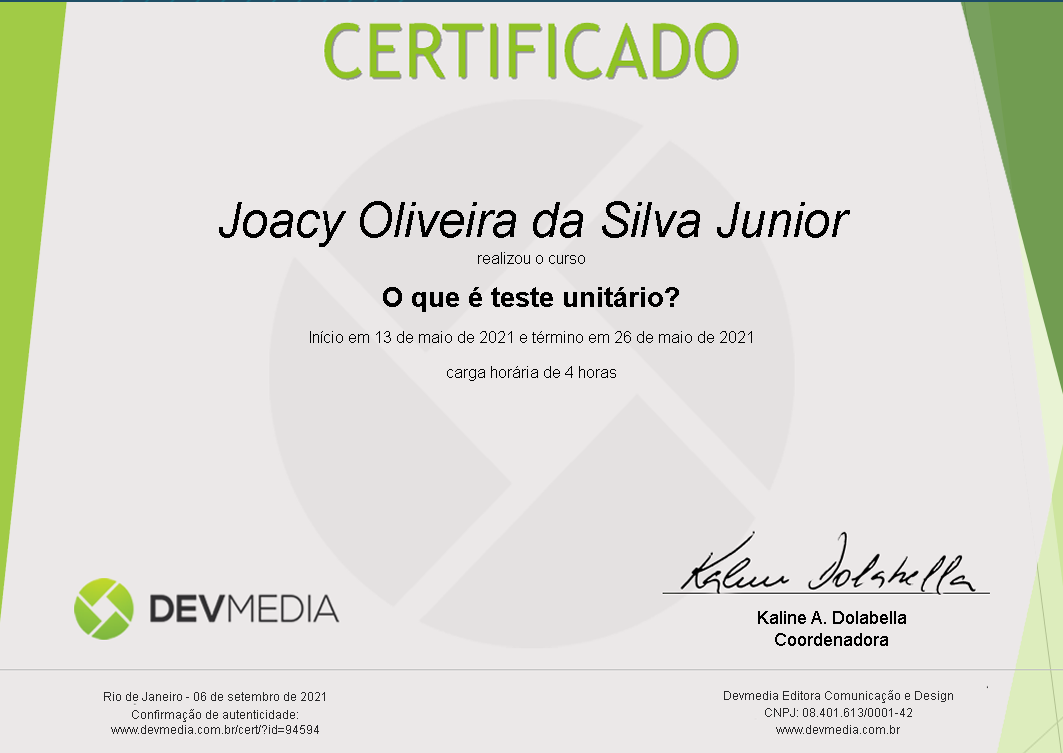 CERTIFICADO
Joacy Oliveira da Silva Junior
realizou o curso
O que é teste unitário?
Início em 13 de maio de 2021 e término em 26 de maio de 2021
carga horária de 4 horas
Kaline Dolabella
DEVMEDIA
Kaline A. Dolabella
Coordenadora
Rio de Janeiro - 06 de setembro de 2021
Confirmação de autenticidade:
www.devmedia.com.br/cert/?id=94594
Devmedia Editora Comunicação e Design
CNPJ: 08.401.613/0001-42
www.devmedia.com.br